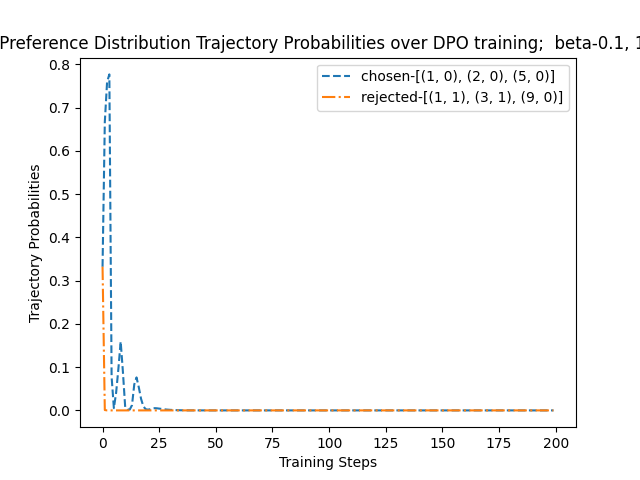 Preference Distribution Trajectory Probabilities over DPO training;  beta-0.1, 1
chosen-[(1, 0), (2, 0), (5, 0)]
rejected-[(1, 1), (3, 1), (9, 0)]
Trajectory Probabilities
0.8
0.7
0.6
0.5
0.4
0.3
0.2
0.1
0.0
0 25 50 75 100 125 150 175 200
Training Steps